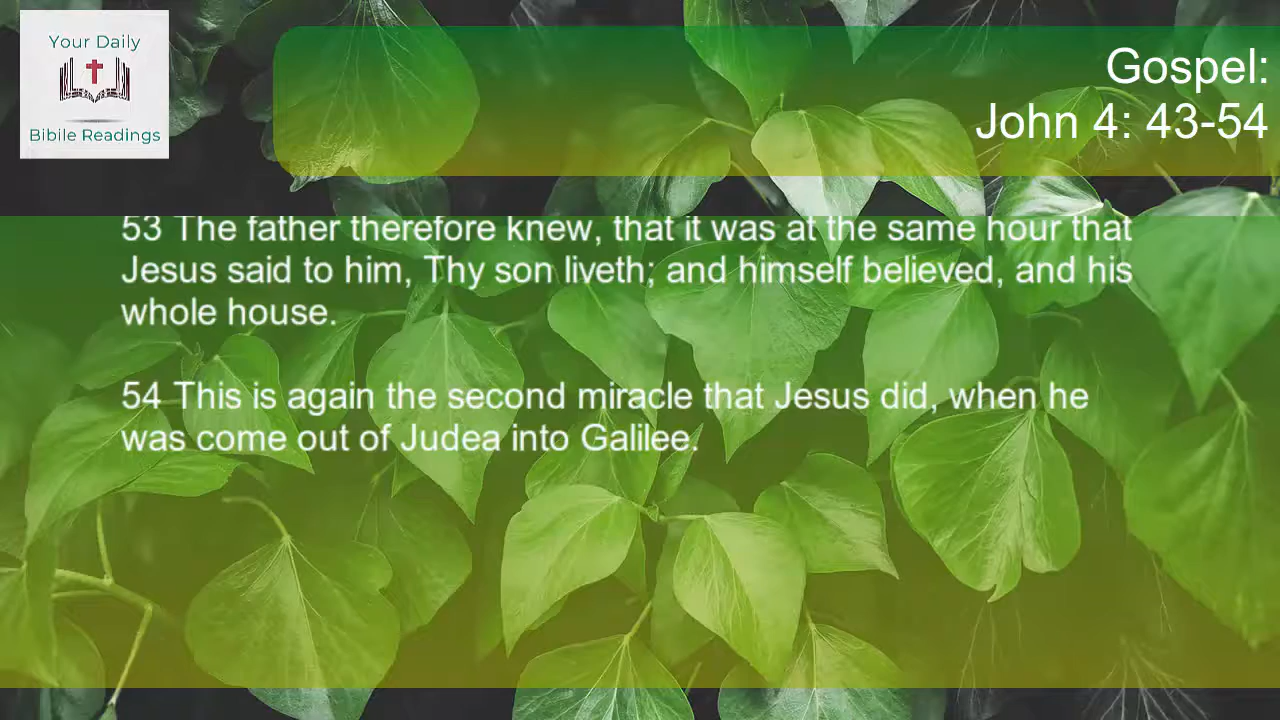 Your Daily
Bibile Readings
Gospel:
John 4: 43-54
53 The father therefore knew, that it was at the same hour that
Jesus said to him, Thy son liveth; and himself believed, and his
whole house.
54 This is again the second miracle that Jesus did, when he
was come out of Judea into Galilee.